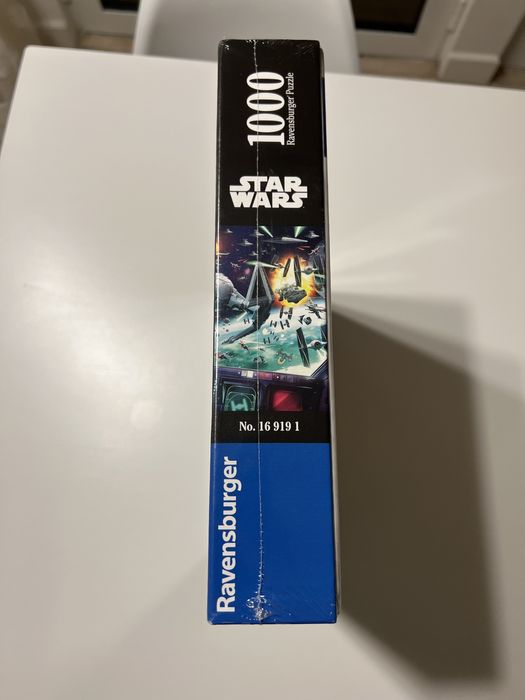 1000
Ravensburger Puzzle
STAR
WARS
No. 16 919 1
Ravensburger